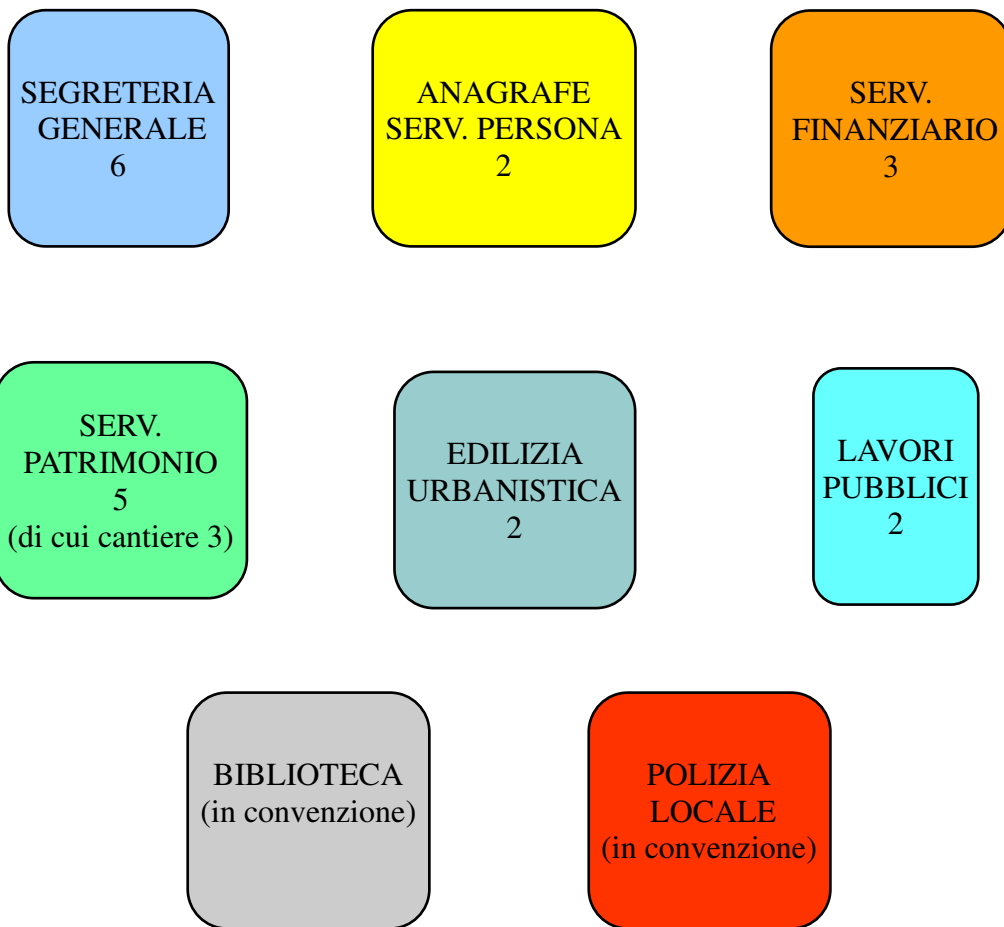 SEGRETERIA
GENERALE
6
ANAGRAFE
SERV. PERSONA
2
SERV.
FINANZIARIO
3
SERV.
PATRIMONIO
5
(di cui cantiere 3)
EDILIZIA
URBANISTICA
2
LAVORI
PUBBLICI
2
BIBLIOTECA
(in convenzione)
POLIZIA
LOCALE
(in convenzione)